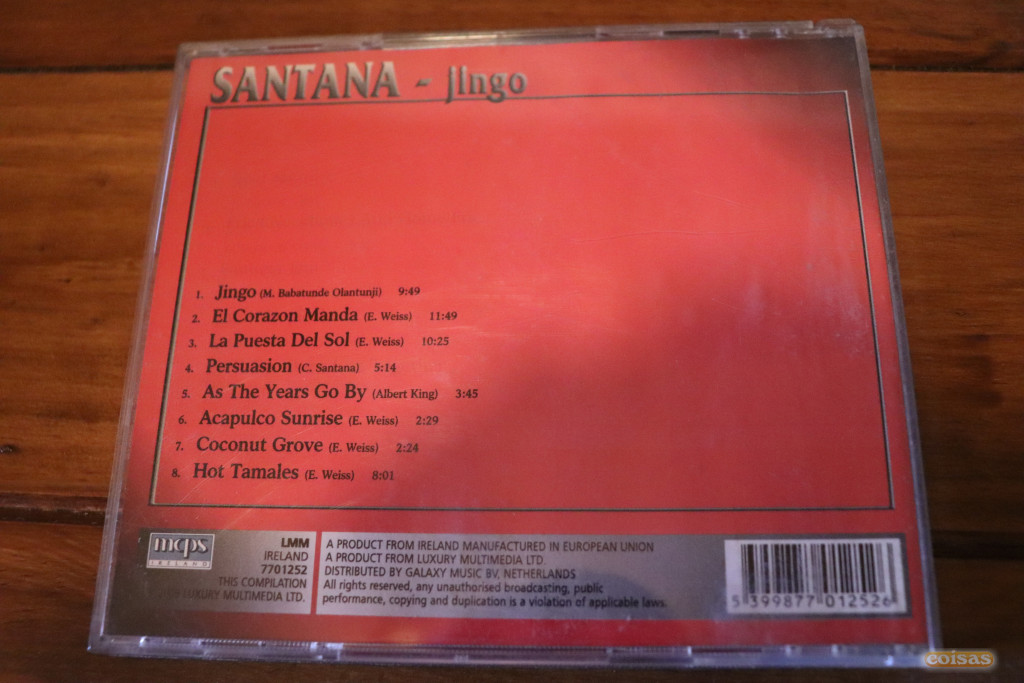 SANTANA - jingo
1. Jingo (M. Babatunde Olantunji) 9:49
2. El Corazon Manda (E. Weiss) 11:49
3. La Puesta Del Sol (E. Weiss) 10:25
4. Persuasion (C. Santana) 5:14
5. As The Years Go By (Albert King) 3:45
6. Acapulco Sunrise (E. Weiss) 2:29
7. Coconut Grove (E. Weiss) 2:24
8. Hot Tamales (E. Weiss) 8:01
mcps
IRELAND
LMM
IRELAND
7701252
THIS COMPILATION
LUXURY MULTIMEDIA LTD.
A PRODUCT FROM IRELAND MANUFACTURED IN EUROPEAN UNION
A PRODUCT FROM LUXURY MULTIMEDIA LTD.
DISTRIBUTED BY GALAXY MUSIC BV, NETHERLANDS
All rights reserved, any unauthorised broadcasting, public
performance, copying and duplication is a violation of applicable laws.
5 399877 012526
coisas